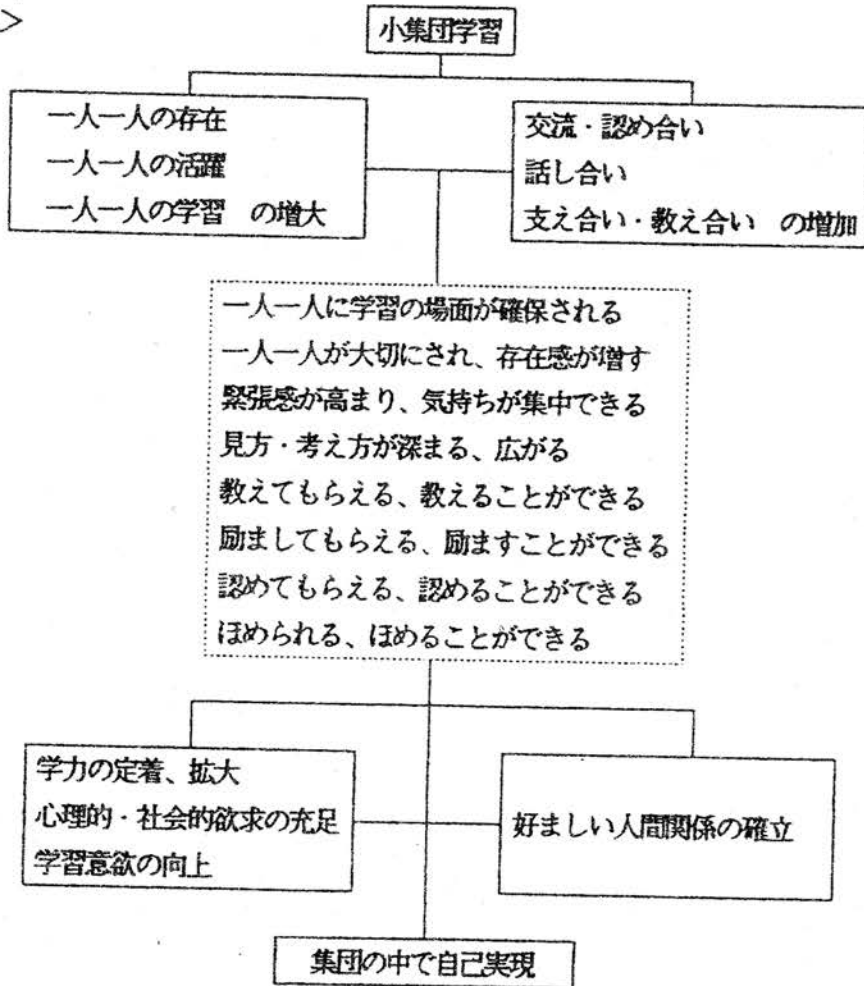 >
小集団学習
一人一人の存在
一人一人の活躍
一人一人の学習 の増大
交流・認め合い
話し合い
支え合い・教え合い の増加
一人一人に学習の場面が確保される
一人一人が大切にされ、存在感が増す
緊張感が高まり、気持ちが集中できる
見方・考え方が深まる、広がる
教えてもらえる、教えることができる
励ましてもらえる、励ますことができる
認めてもらえる、認めることができる
ほめられる、ほめることができる
学力の定着、拡大
心理的・社会的欲求の充足
学習意欲の向上
好ましい人間関係の確立
集団の中で自己実現